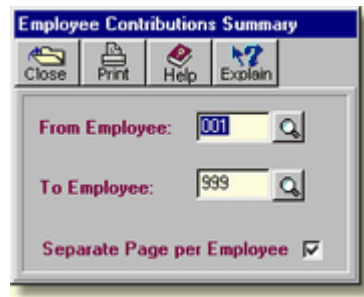 Employee Contributions Summary
Close Print Help Explain
From Employee: 001
To Employee: 999
Separate Page per Employee